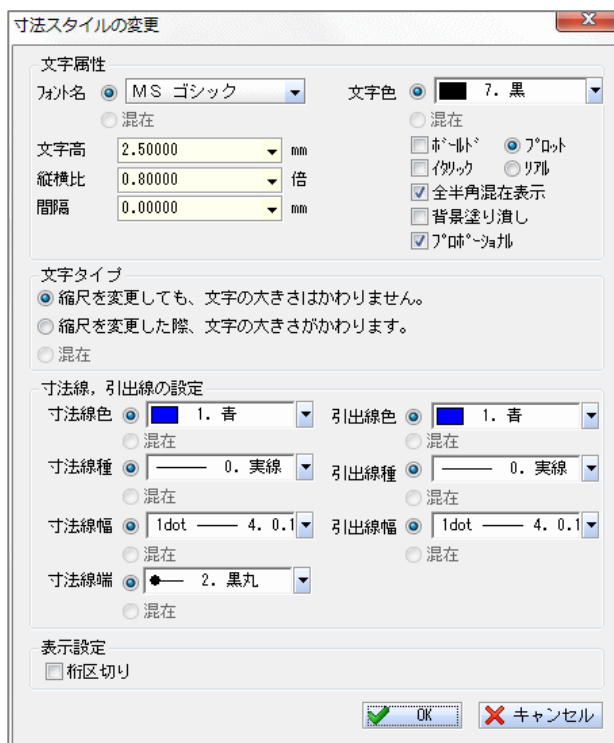 寸法スタイルの変更
文字属性
フォント名 MS ゴシック
混在
文字高 2.50000 mm
縦横比 0.80000 倍
間隔 0.00000 mm
文字色 7. 黒
混在
ﾎﾞｰﾙﾄﾞ ﾌﾟﾛｯﾄ
ｲﾀﾘｯｸ ﾘｱﾙ
全半角混在表示
背景塗り潰し
ﾌﾟﾛﾎﾟｰｼｮﾅﾙ
文字タイプ
縮尺を変更しても、文字の大きさはかわりません。
縮尺を変更した際、文字の大きさがかわります。
混在
寸法線，引出線の設定
寸法線色 1. 青 引出線色 1. 青
混在 混在
寸法線種 0. 実線 引出線種 0. 実線
混在 混在
寸法線幅 1dot 4. 0.1 引出線幅 1dot 4. 0.1
混在 混在
寸法線端 2. 黒丸
混在
表示設定
桁区切り
OK キャンセル